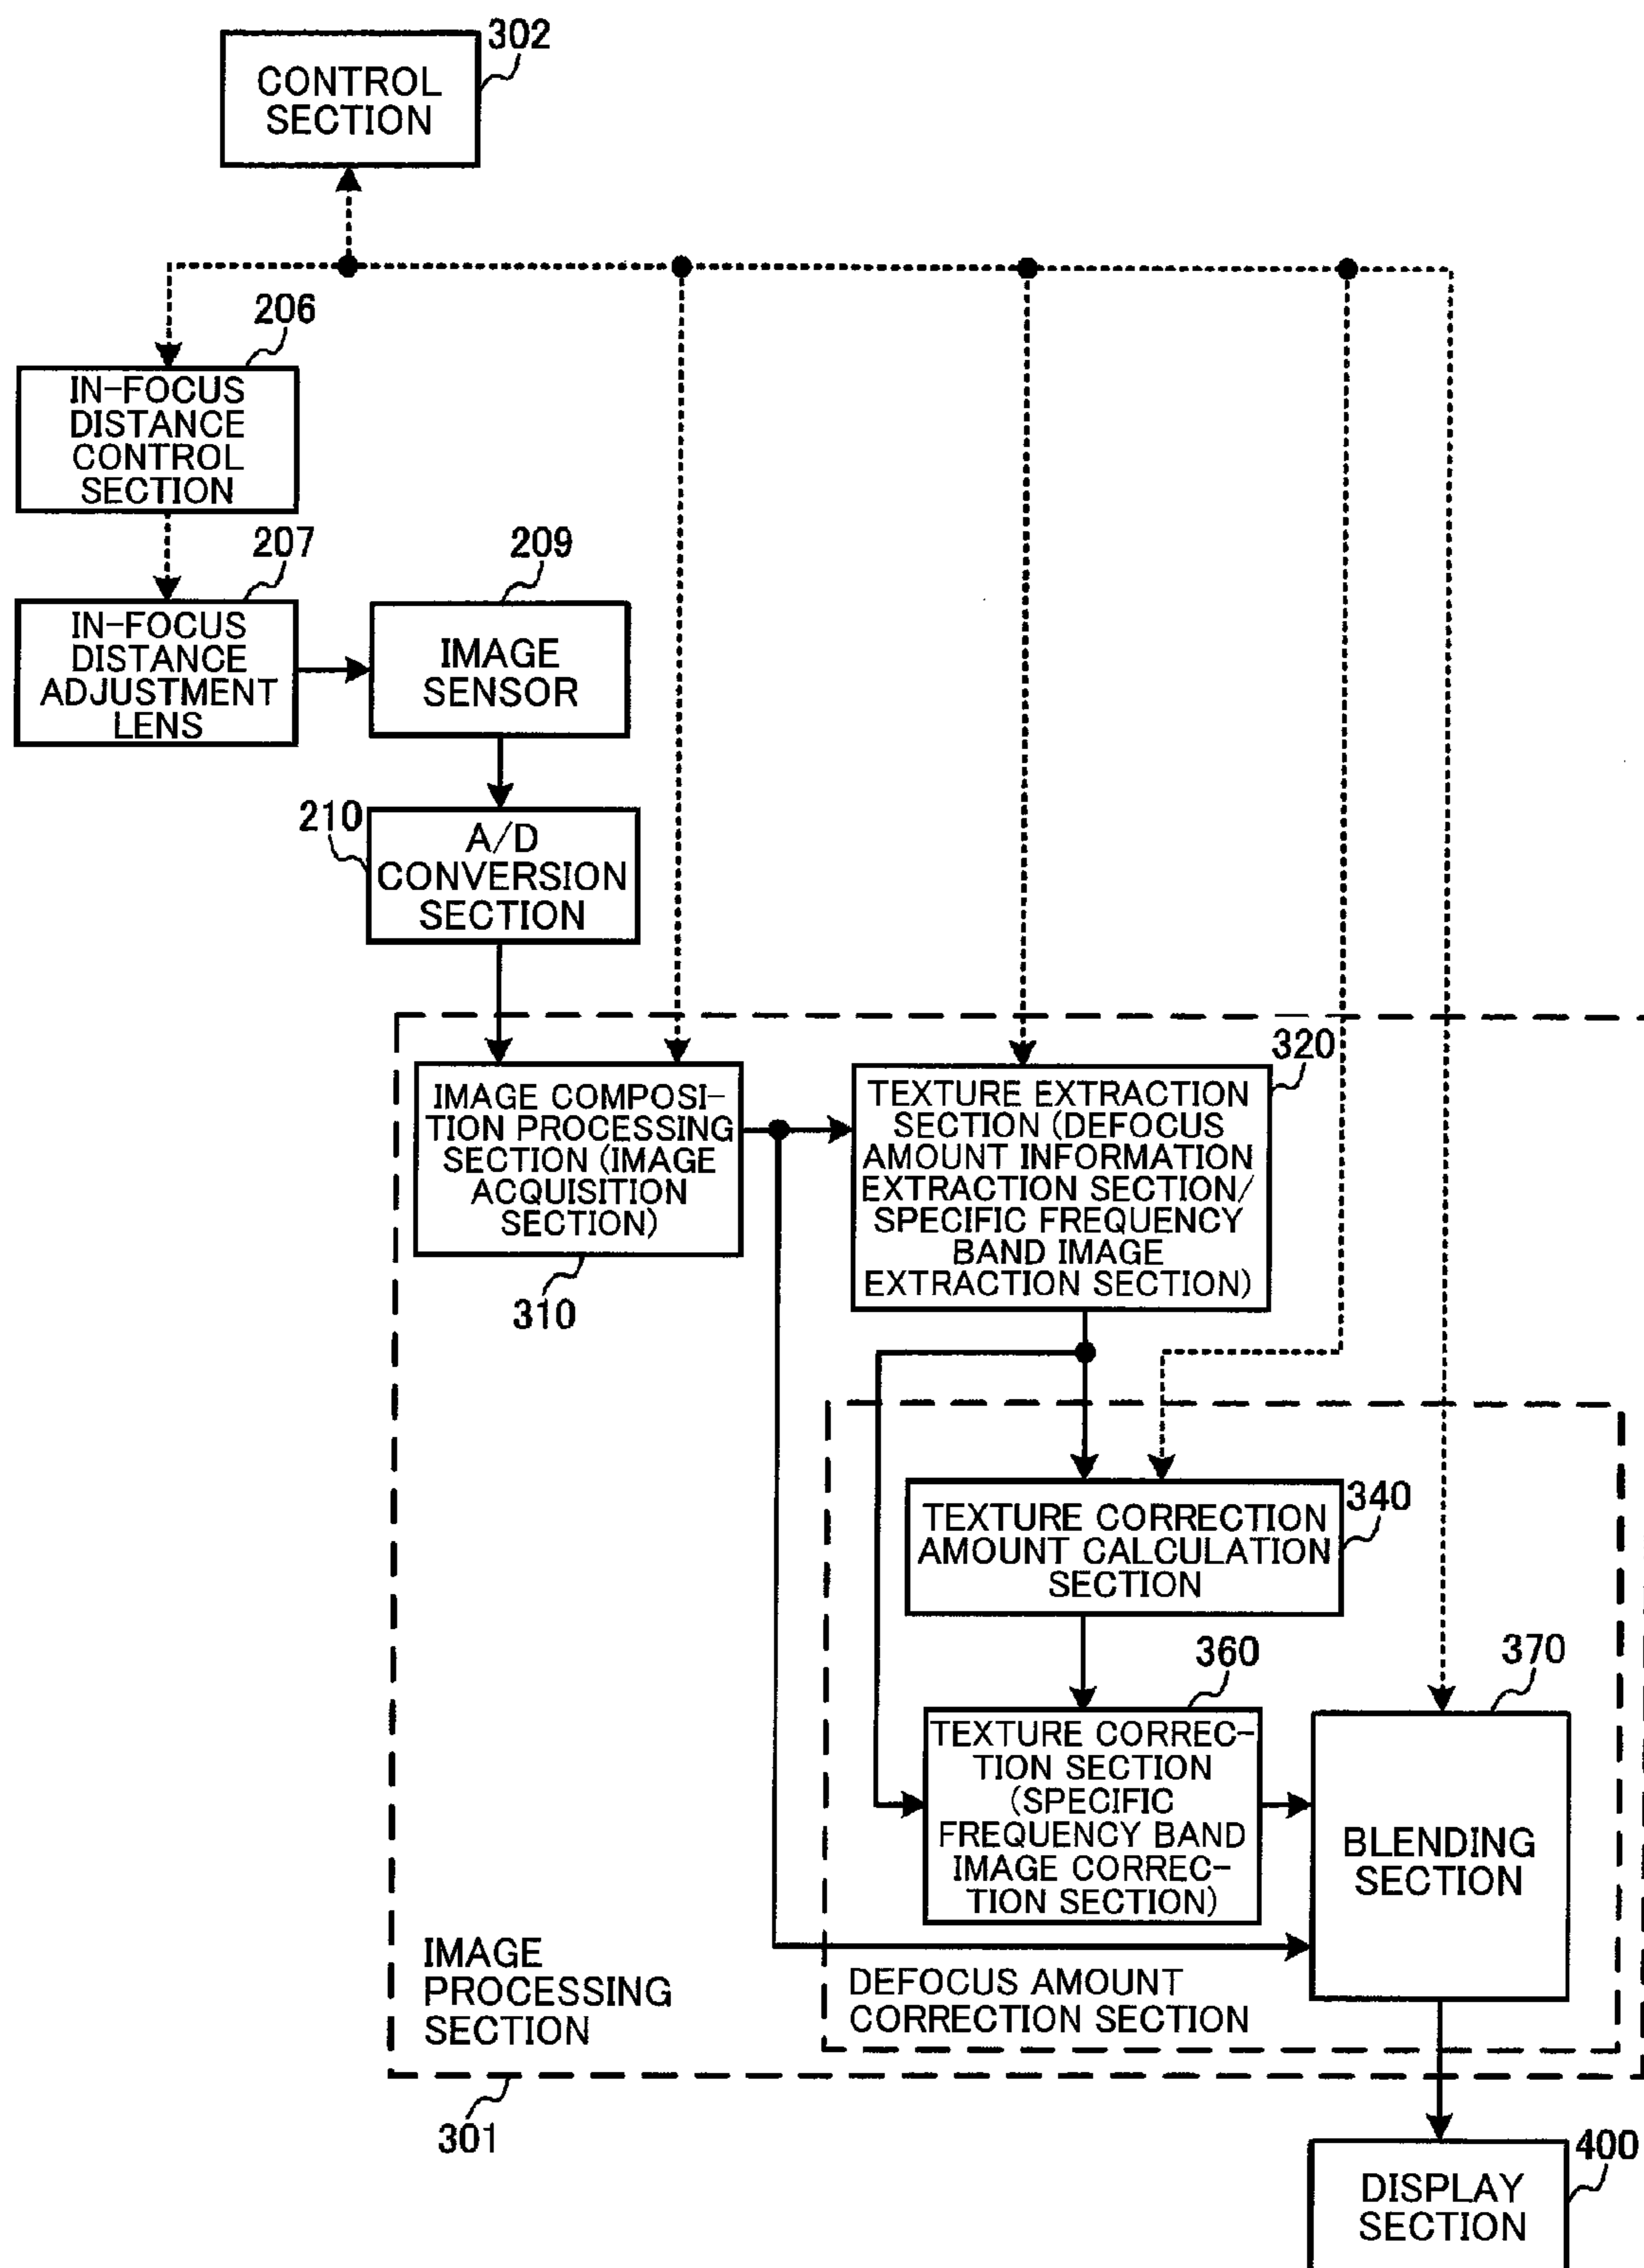 302
CONTROL
SECTION
206
IN-FOCUS
DISTANCE
CONTROL
SECTION
207
IN-FOCUS
DISTANCE
ADJUSTMENT
LENS
209
IMAGE
SENSOR
210
A/D
CONVERSION
SECTION
IMAGE COMPOSI-
TION PROCESSING
SECTION (IMAGE
ACQUISITION
SECTION)
310
320
TEXTURE EXTRACTION
SECTION (DEFOCUS
AMOUNT INFORMATION
EXTRACTION SECTION/
SPECIFIC FREQUENCY
BAND IMAGE
EXTRACTION SECTION)
340
TEXTURE CORRECTION
AMOUNT CALCULATION
SECTION
360
TEXTURE CORREC-
TION SECTION
(SPECIFIC
FREQUENCY BAND
IMAGE CORREC-
TION SECTION)
370
BLENDING
SECTION
IMAGE
PROCESSING
SECTION
DEFOCUS AMOUNT
CORRECTION SECTION
301
400
DISPLAY
SECTION